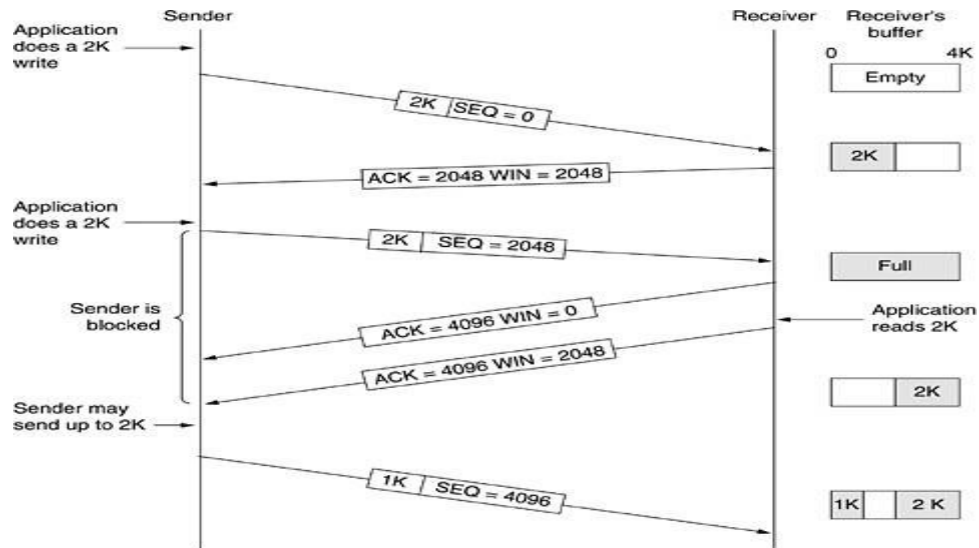 Sender
Receiver
Receiver's
buffer
Application
does a 2K
write
0 4K
Empty
2K SEQ = 0
2K
ACK = 2048 WIN = 2048
Application
does a 2K
write
2K SEQ = 2048
Full
Sender is
blocked
Application
reads 2K
ACK = 4096 WIN = 0
ACK = 4096 WIN = 2048
2K
Sender may
send up to 2K
1K SEQ = 4096
1K 2 K